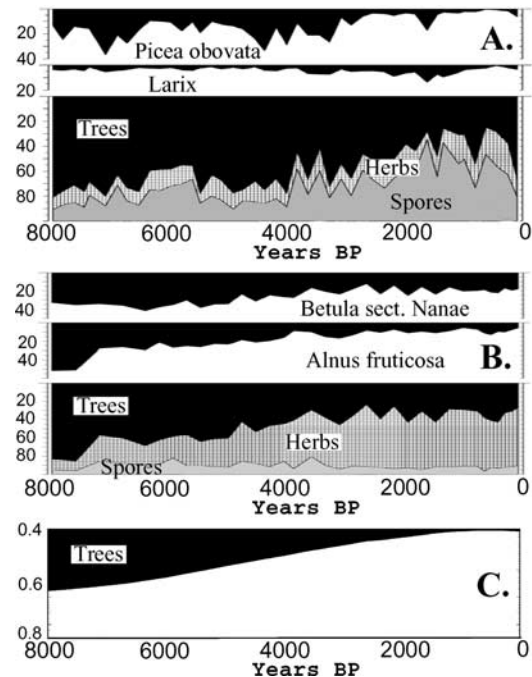 20
40
Picea obovata
A.
20
Larix
20
40
60
80
Trees
Herbs
Spores
8000 6000 4000 2000 0
Years BP
20
40
Betula sect. Nanae
20
40
Alnus fruticosa
B.
20
40
60
80
Trees
Herbs
Spores
8000 6000 4000 2000 0
Years BP
0.4
0.6
0.8
Trees
C.
8000 6000 4000 2000 0
Years BP